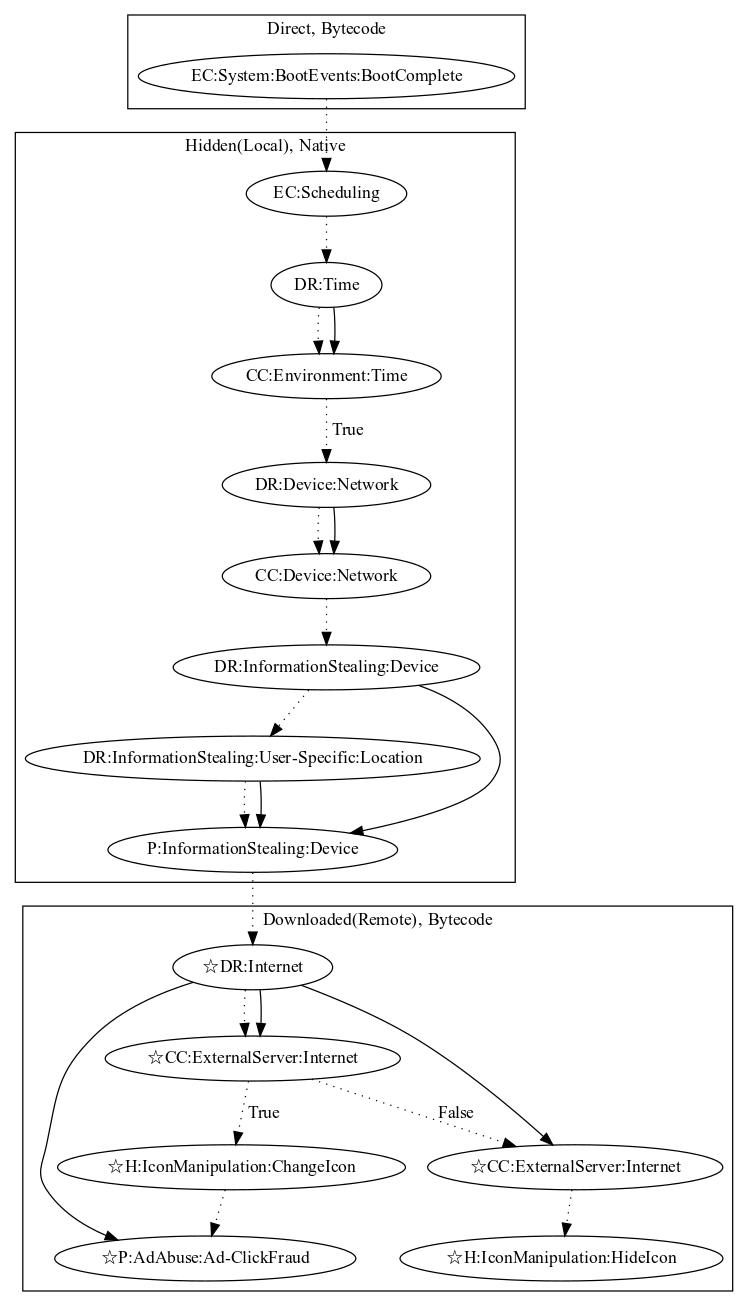 Direct, Bytecode
EC:System:BootEvents:BootComplete
Hidden(Local), Native
EC:Scheduling
DR:Time
CC:Environment:Time
True
DR:Device:Network
CC:Device:Network
DR:InformationStealing:Device
DR:InformationStealing:User-Specific:Location
P:InformationStealing:Device
Downloaded(Remote), Bytecode
☆DR:Internet
☆CC:ExternalServer:Internet
True
False
☆H:IconManipulation:ChangeIcon
☆CC:ExternalServer:Internet
☆P:AdAbuse:Ad-ClickFraud
☆H:IconManipulation:HideIcon